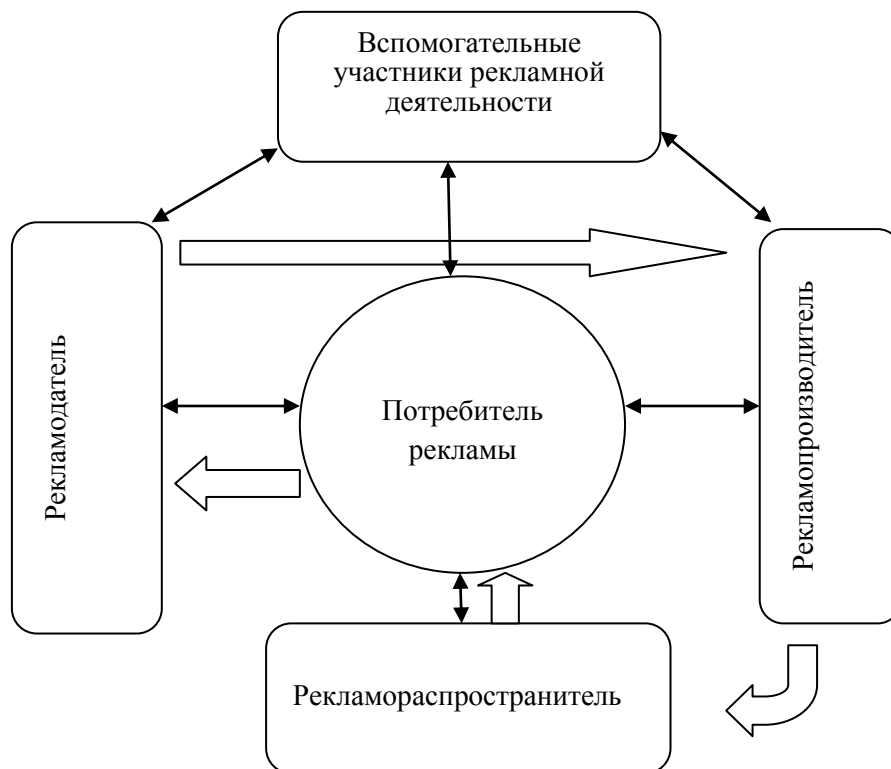 Вспомогательные
участники рекламной
деятельности
Рекламодатель
Потребитель
рекламы
Рекламопроизводитель
Рекламораспространитель